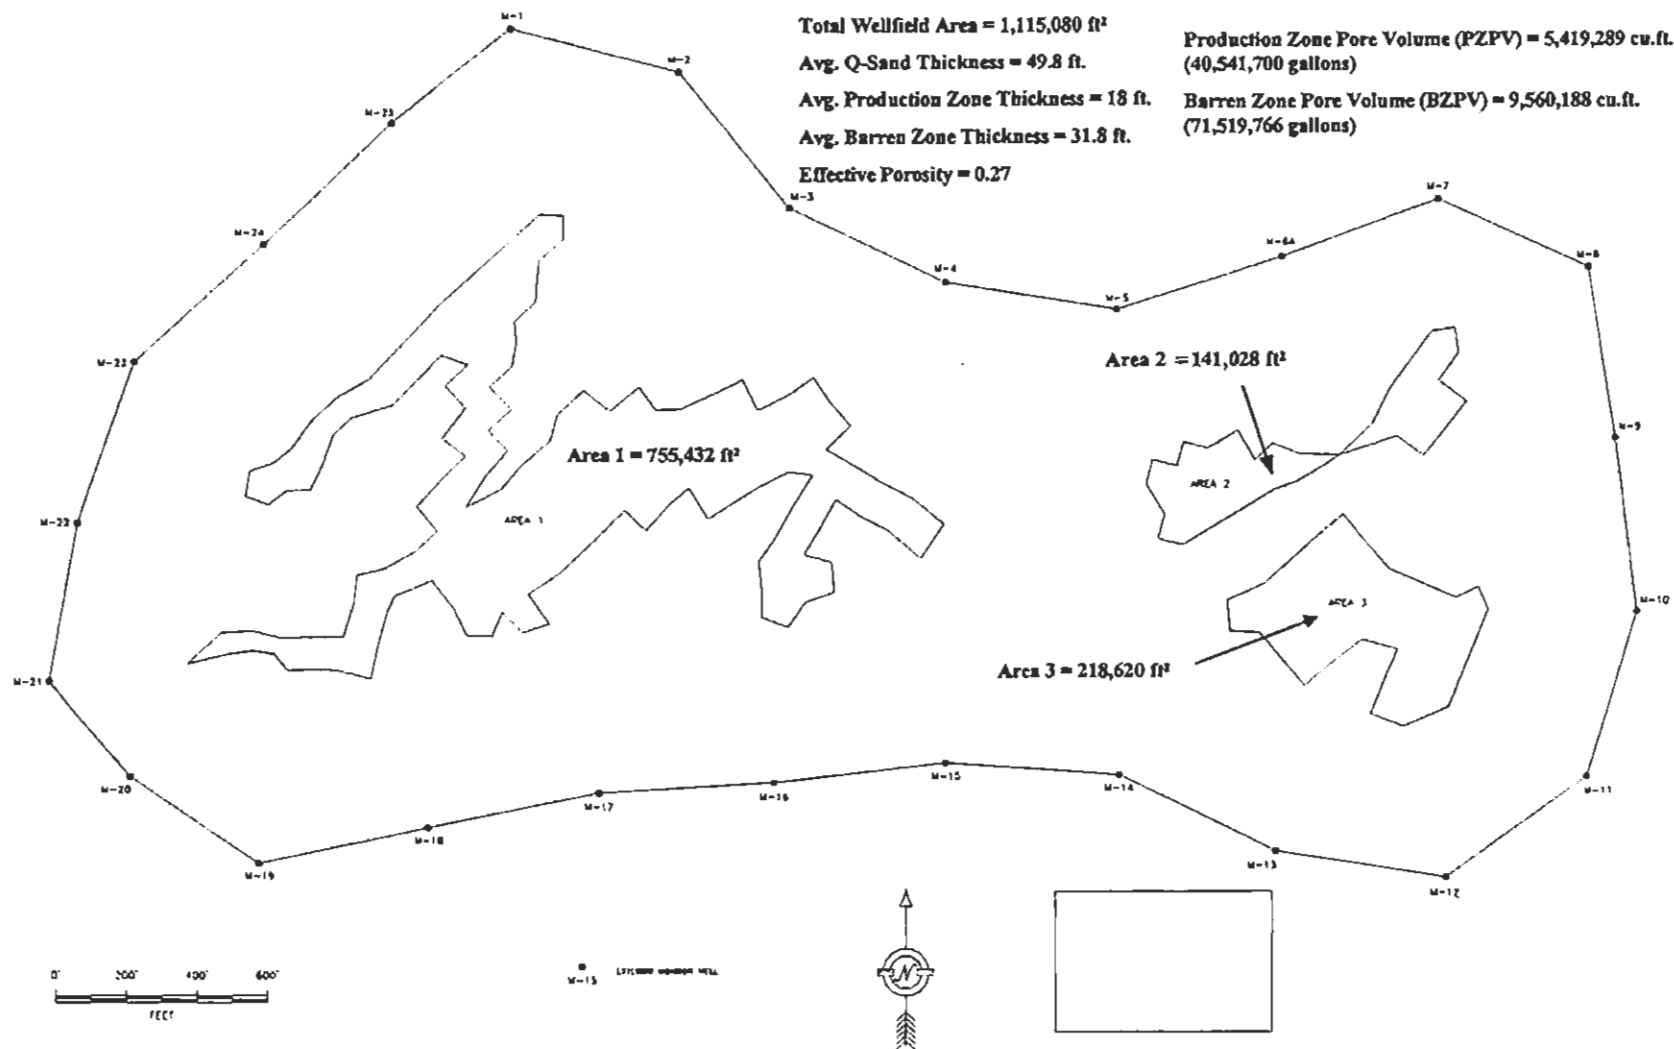 M-1
Total Wellfield Area = 1,115,080 ft²
Production Zone Pore Volume (PZPV) = 5,419,289 cu.ft.
(40,541,700 gallons)
Avg. Q-Sand Thickness = 49.8 ft.
Avg. Production Zone Thickness = 18 ft.
Barren Zone Pore Volume (BZPV) = 9,560,188 cu.ft.
(71,519,766 gallons)
Avg. Barren Zone Thickness = 31.8 ft.
Effective Porosity = 0.27
M-2
M-25
M-3
M-7
M-24
M-6A
M-8
M-4
M-5
M-23
Area 2 = 141,028 ft²
M-9
Area 1 = 755,432 ft²
AREA 2
M-22
AREA 1
AREA 3
M-10
Area 3 = 218,620 ft²
M-21
M-20
M-17
M-16
M-15
M-14
M-11
M-18
M-19
M-13
M-12
0' 200' 400' 600'
FEET
M-15
WELL
N